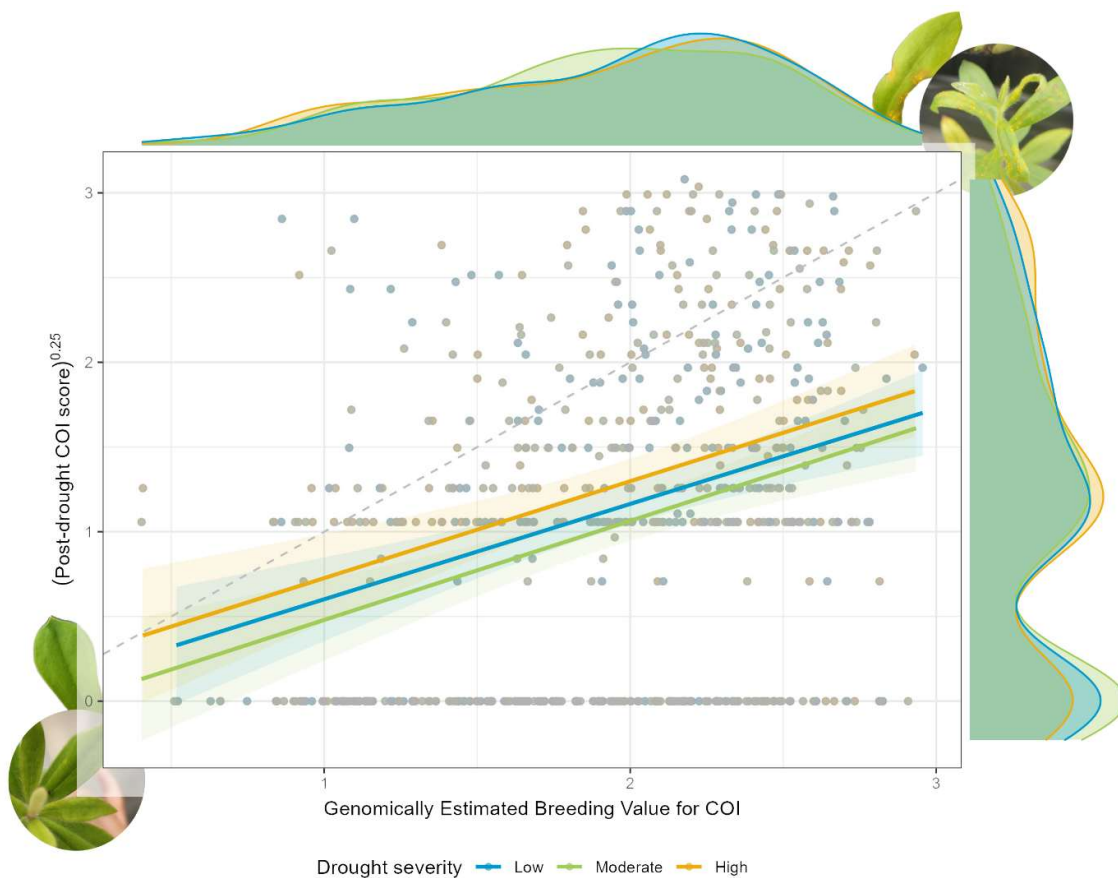 3
2
1
0
(Post-drought COI score)^0.25
1 2 3
Genomically Estimated Breeding Value for COI
Drought severity Low Moderate High